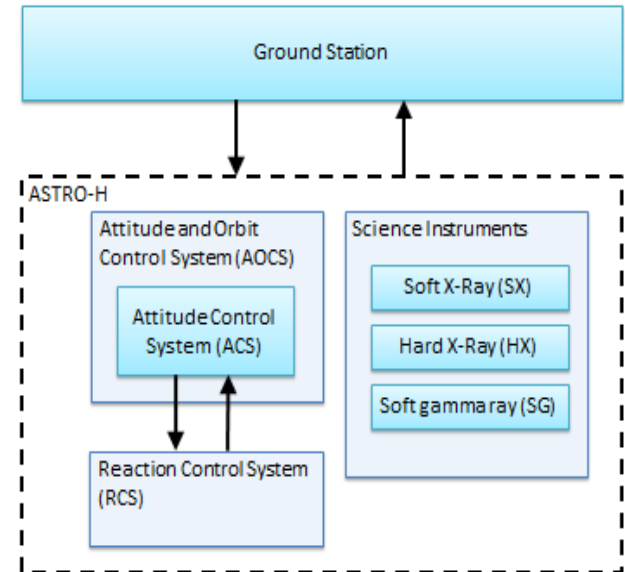 Ground Station
ASTRO-H
Attitude and Orbit
Control System (AOCS)
Attitude Control
System (ACS)
Reaction Control System
(RCS)
Science Instruments
Soft X-Ray (SX)
Hard X-Ray (HX)
Soft gamma ray (SG)